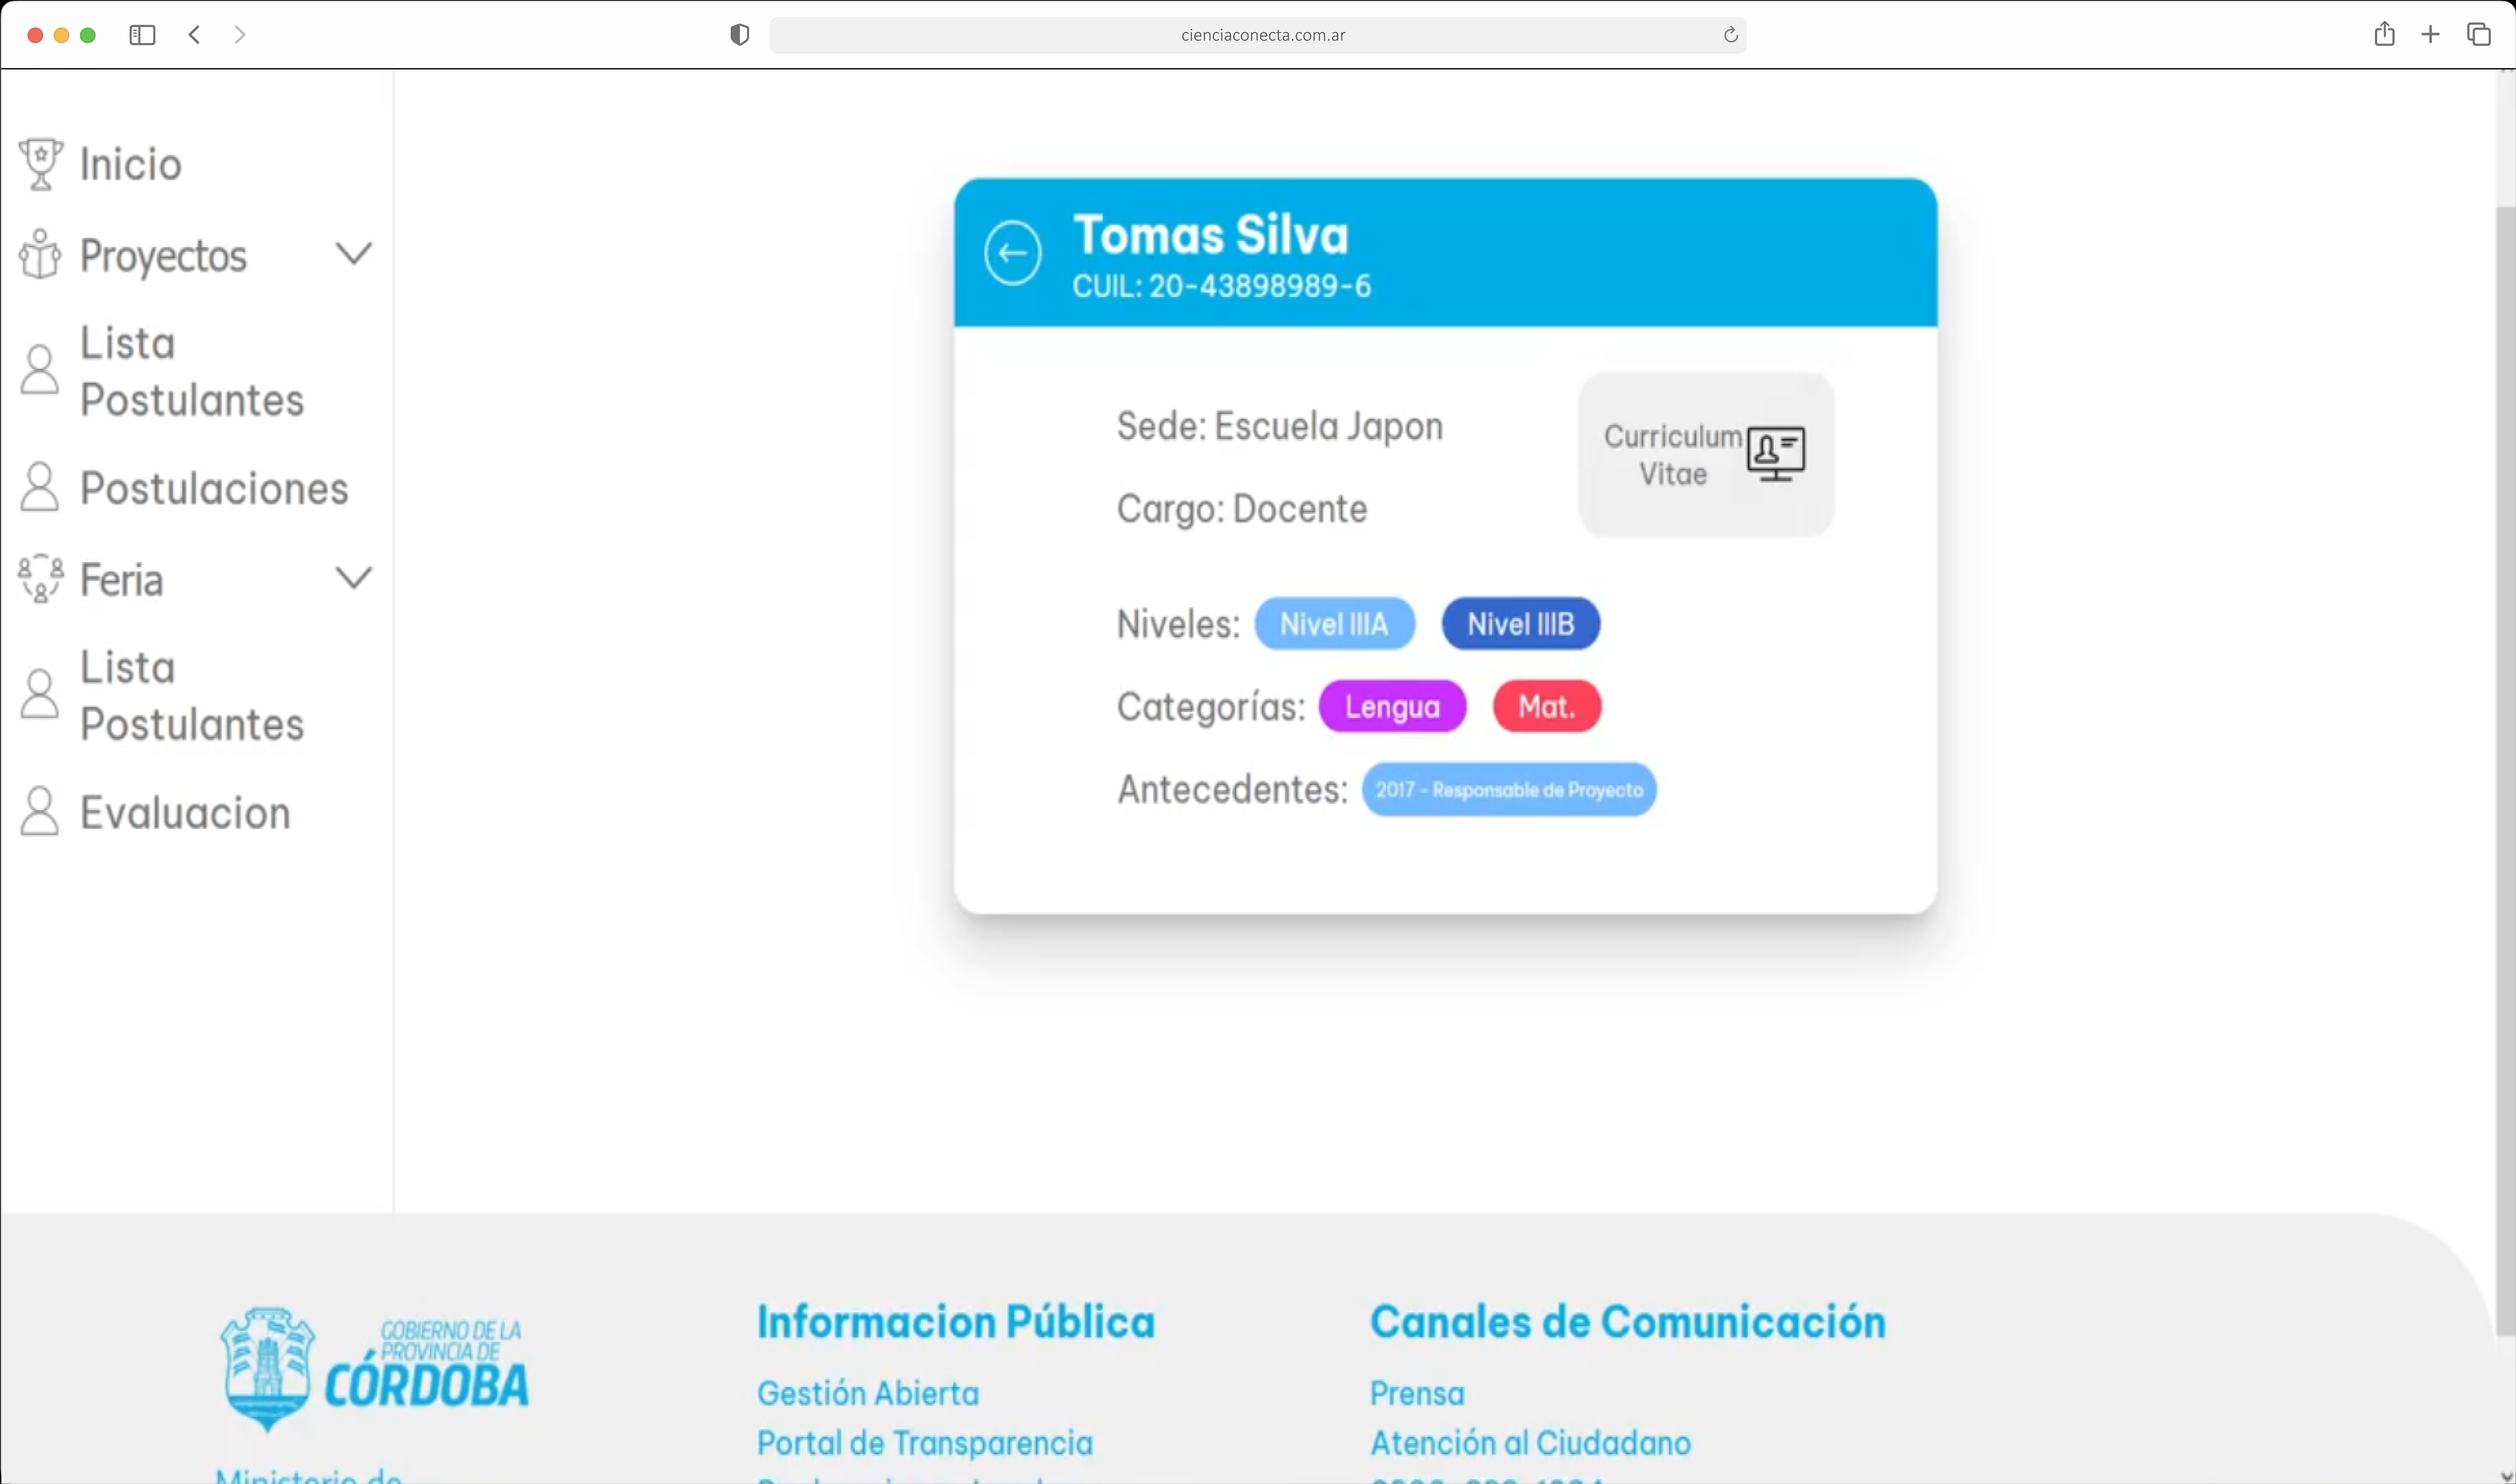 cienciaconecta.com.ar
Inicio
Proyectos
Lista
Postulantes
Postulaciones
Feria
Lista
Postulantes
Evaluacion
Tomas Silva
CUIL: 20-43898989-6
Sede: Escuela Japon
Cargo: Docente
Curriculum
Vitae
Niveles: Nivel IIIA Nivel IIIB
Categorías: Lengua Mat.
Antecedentes: 2017 - Responsable de Proyecto
GOBIERNO DE LA
PROVINCIA DE
CÓRDOBA
Ministerio de
Informacion Pública
Gestión Abierta
Portal de Transparencia
Canales de Comunicación
Prensa
Atención al Ciudadano